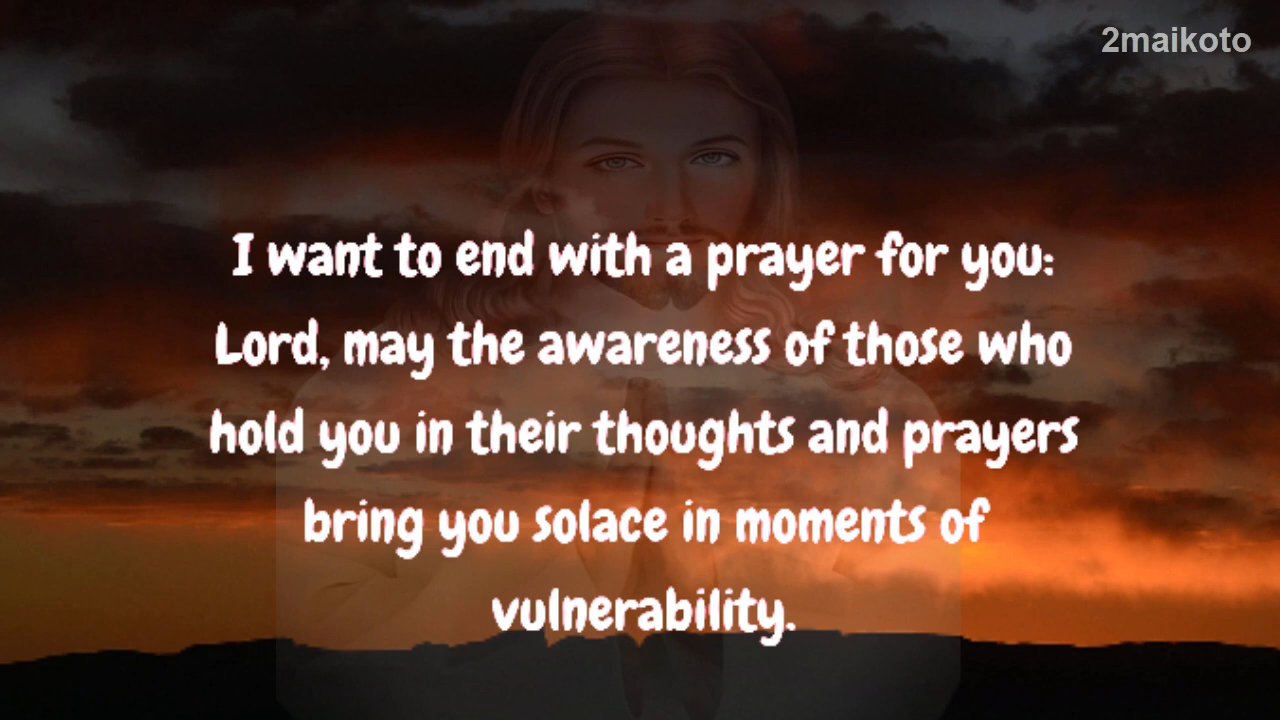 2maikoto
I want to end with a prayer for you:
Lord, may the awareness of those who
hold you in their thoughts and prayers
bring you solace in moments of
vulnerability.